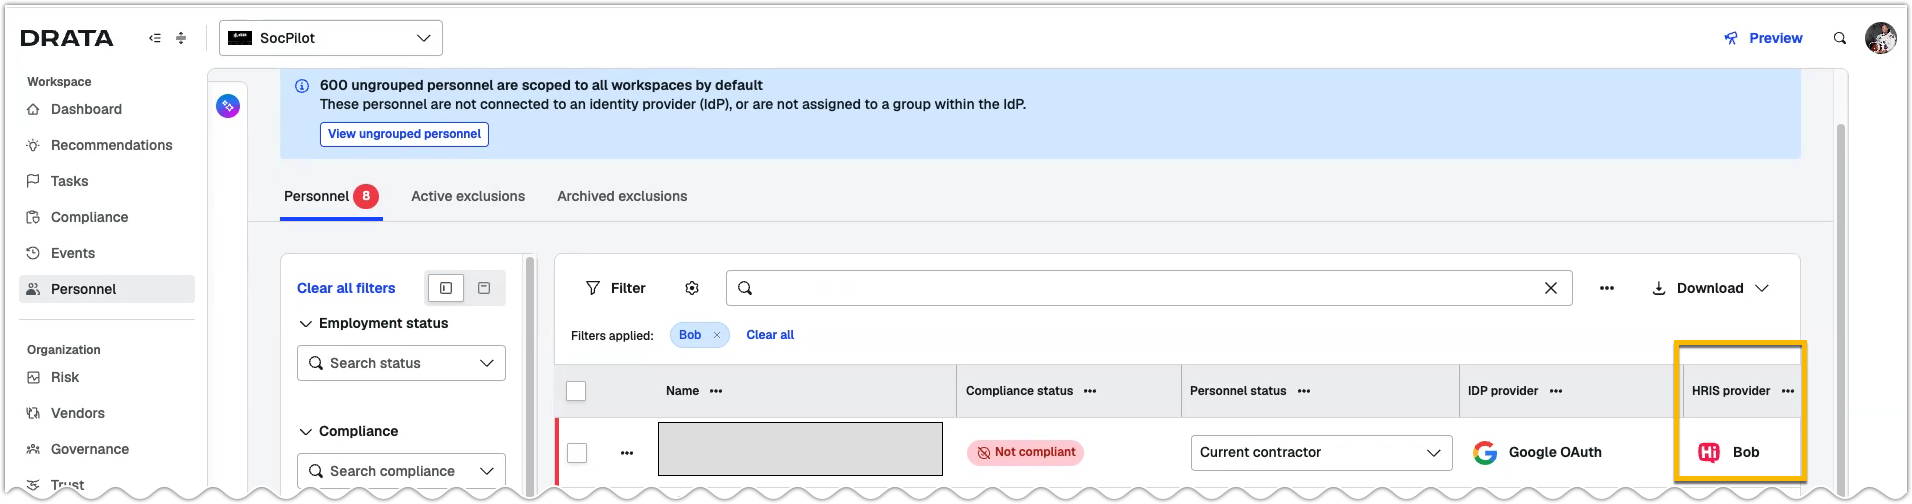 DRATA
SocPilot
Preview
Workspace
Dashboard
Recommendations
Tasks
Compliance
Events
Personnel
Organization
Risk
Vendors
Governance
Trust
600 ungrouped personnel are scoped to all workspaces by default
These personnel are not connected to an identity provider (IdP), or are not assigned to a group within the IdP.
View ungrouped personnel
Personnel 8 Active exclusions Archived exclusions
Clear all filters
Employment status
Search status
Compliance
Search compliance
Filter
Download
Filters applied: Bob × Clear all
Name ••• Compliance status ••• Personnel status ••• IDP provider ••• HRIS provider •••
••• Not compliant Current contractor Google OAuth Hi Bob